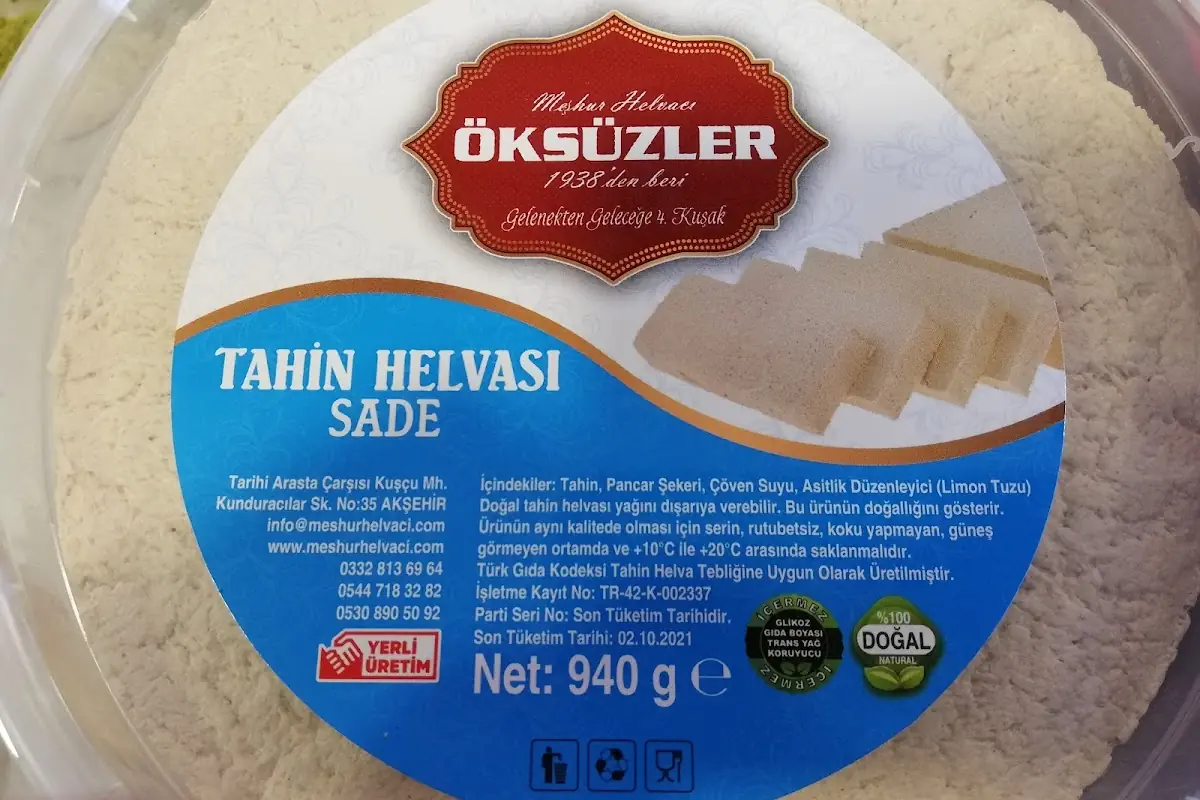 Meşhur Helvacı
ÖKSÜZLER
1938'den beri
Gelenekten Geleceğe 4. Kuşak
TAHİN HELVASI
SADE
Tarihi Arasta Çarşısı Kuşçu Mh.
Kunduracılar Sk. No:35 AKŞEHİR
info@meshurhelvaci.com
www.meshurhelvaci.com
0332 813 69 64
0544 718 32 82
0530 890 50 92
YERLİ
ÜRETİM
İçindekiler: Tahin, Pancar Şekeri, Çöven Suyu, Asitlik Düzenleyici (Limon Tuzu)
Doğal tahin helvası yağını dışarıya verebilir. Bu ürünün doğallığını gösterir.
Ürünün aynı kalitede olması için serin, rutubetsiz, koku yapmayan, güneş
görmeyen ortamda ve +10°C ile +20°C arasında saklanmalıdır.
Türk Gıda Kodeksi Tahin Helva Tebliğine Uygun Olarak Üretilmiştir.
İşletme Kayıt No: TR-42-K-002337
Parti Seri No: Son Tüketim Tarihidir.
Son Tüketim Tarihi: 02.10.2021
Net: 940 g ℮
İÇERMEZ
GLİKOZ
GIDA BOYASI
TRANS YAĞ
KORUYUCU
İÇERMEZ
%100
DOĞAL
NATURAL